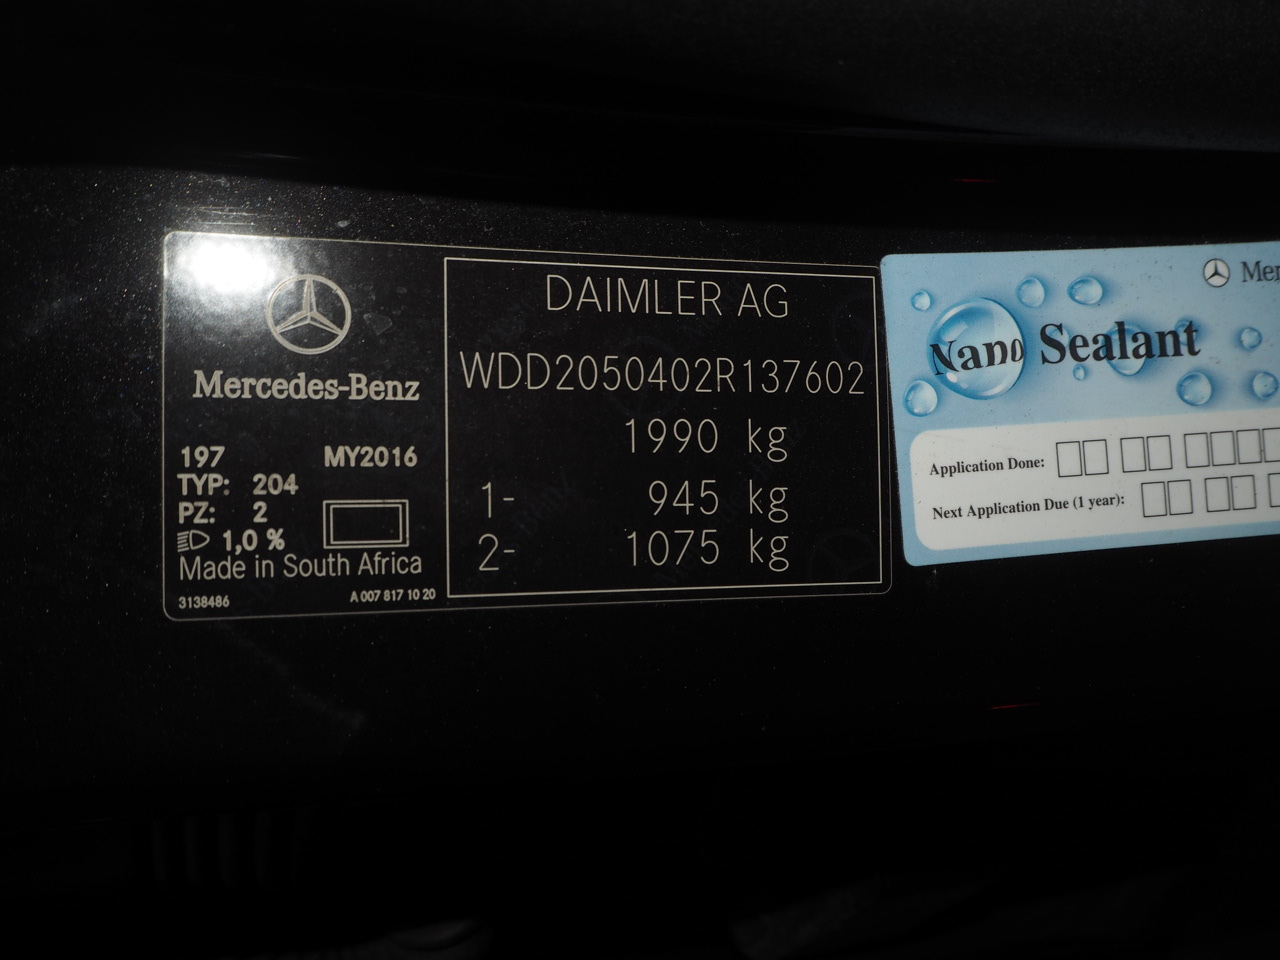 Mercedes-Benz
197 MY2016
TYP: 204
PZ: 2
1,0 %
Made in South Africa
3138486 A 007 817 10 20
DAIMLER AG
WDD2050402R137602
1990 kg
1- 945 kg
2- 1075 kg
Nano Sealant
Application Done:
Next Application Due (1 year):